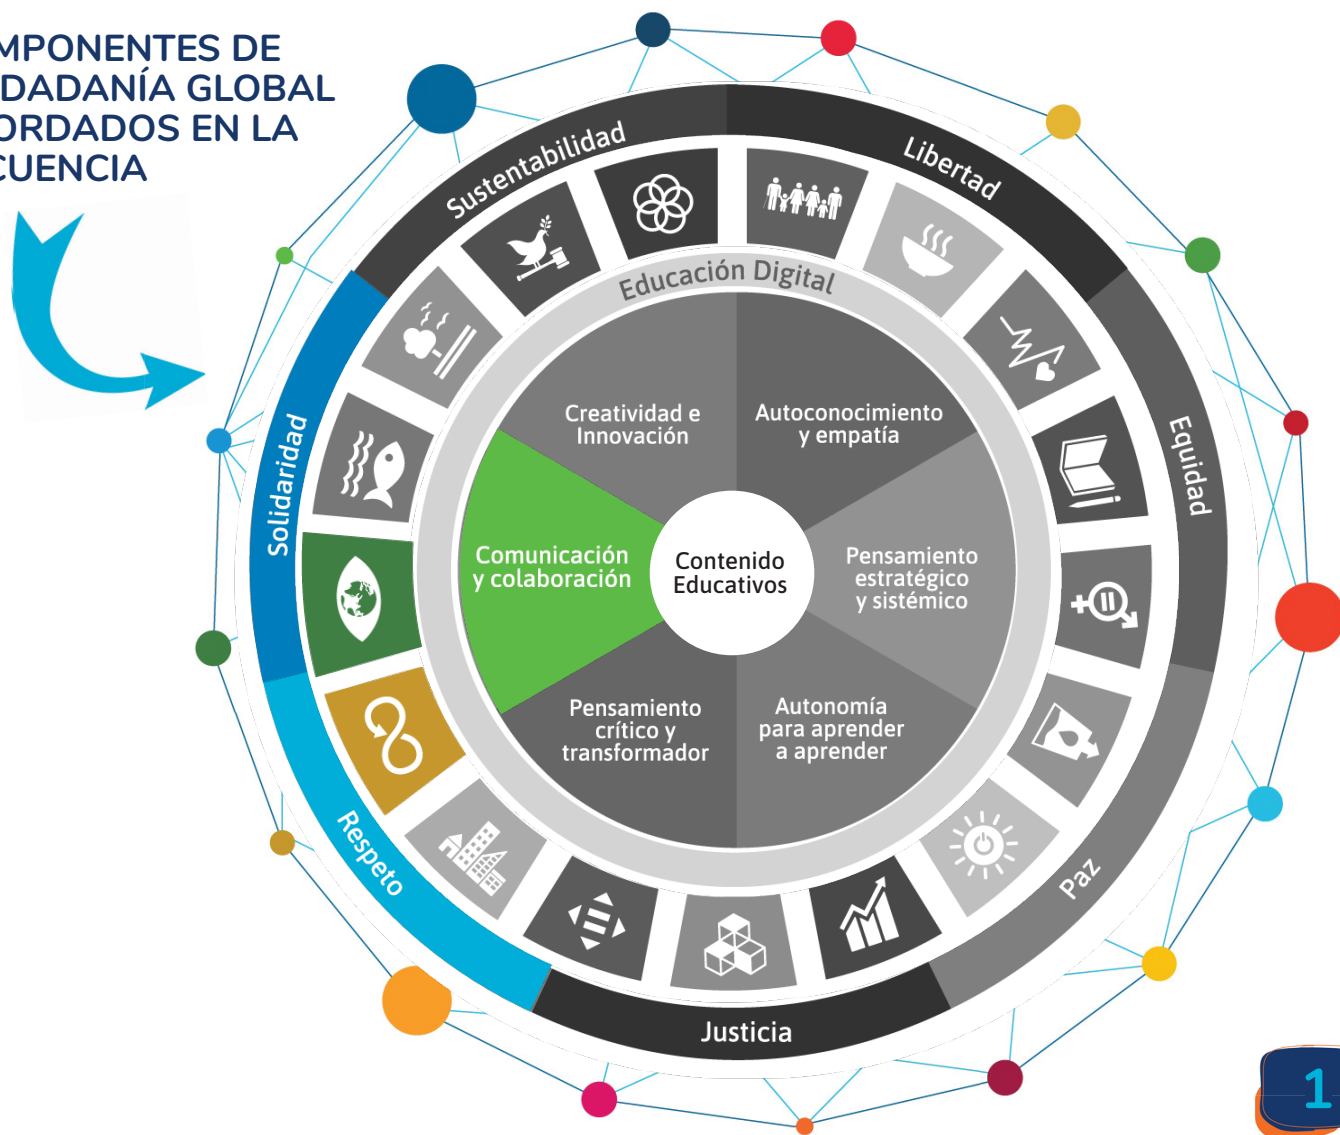 MPONENTES DE
DADANÍA GLOBAL
ORDADOS EN LA
CUENCIA
Sustentabilidad
Libertad
Equidad
Paz
Justicia
Respeto
Solidaridad
Educación Digital
Creatividad e
Innovación
Autoconocimiento
y empatía
Comunicación
y colaboración
Contenido
Educativos
Pensamiento
estratégico
y sistémico
Pensamiento
crítico y
transformador
Autonomía
para aprender
a aprender
1